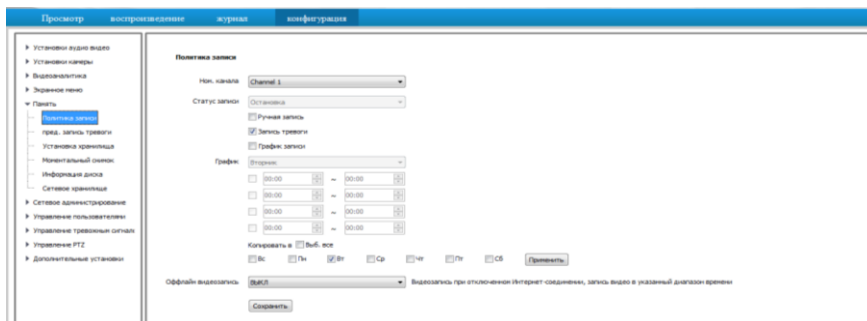 Просмотр воспроизведение журнал конфигурация
Установки аудио видео
Установки камеры
Видеоаналитика
Экранное меню
Память
Политика записи
пред. запись тревоги
Установка хранилища
Моментальный снимок
Информация диска
Сетевое хранилище
Сетевое администрирование
Управление пользователями
Управление тревожным сигнал
Управление PTZ
Дополнительные установки
Политика записи
Ном. канала Channel 1
Статус записи Остановка
Ручная запись
Запись тревоги
График записи
График Вторник
00:00 ~ 00:00
00:00 ~ 00:00
00:00 ~ 00:00
00:00 ~ 00:00
Копировать в Выб. все
Вс Пн Вт Ср Чт Пт Сб Применить
Оффлайн видеозапись ВЫКЛ Видеозапись при отключенном Интернет-соединении, запись видео в указанный диапазон времени
Сохранить